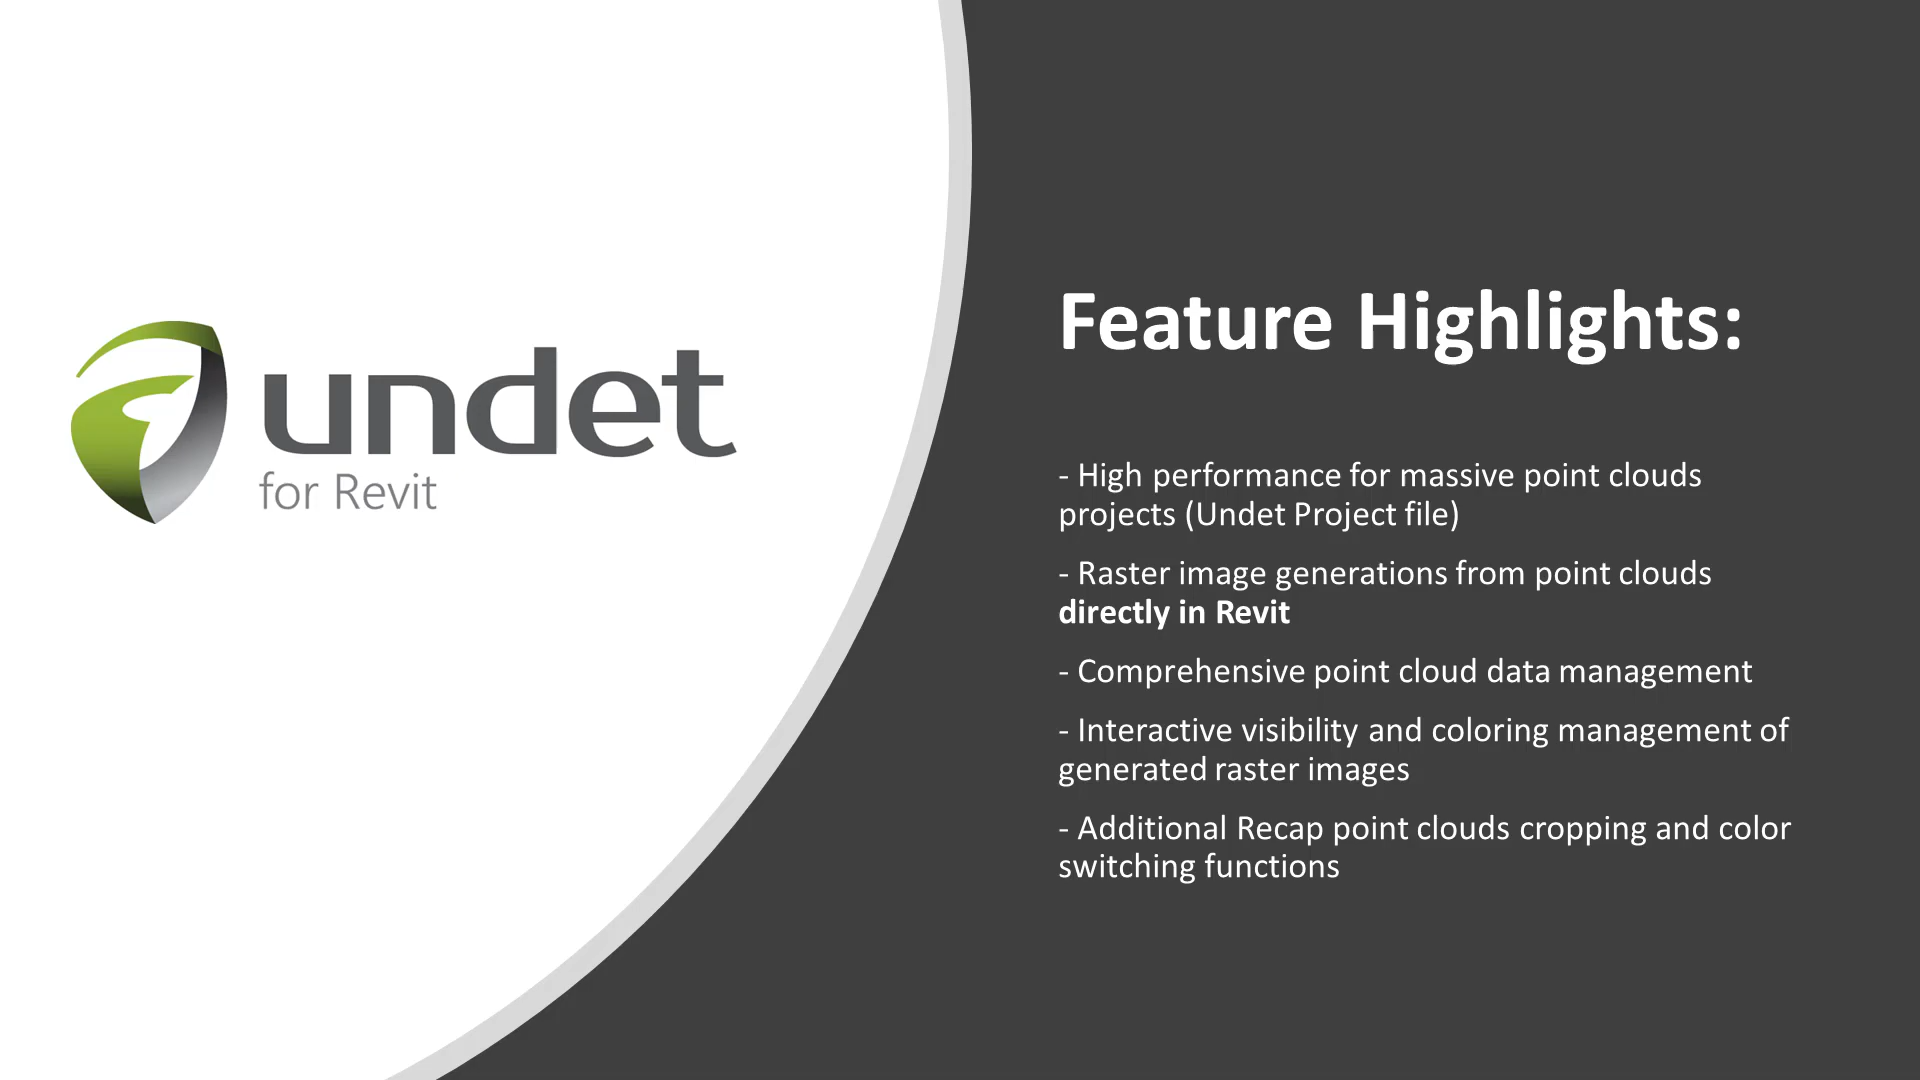 undet
for Revit
Feature Highlights:
- High performance for massive point clouds
projects (Undet Project file)
- Raster image generations from point clouds
directly in Revit
- Comprehensive point cloud data management
- Interactive visibility and coloring management of
generated raster images
- Additional Recap point clouds cropping and color
switching functions